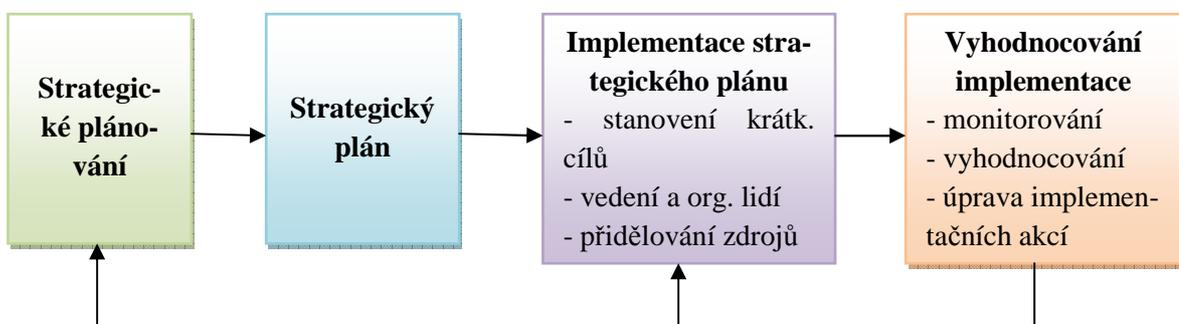 Strategic-
ké pláno-
vání
Strategický
plán
Implementace stra-
tegického plánu
- stanovení krátk.
cílů
- vedení a org. lidí
- přidělování zdrojů
Vyhodnocování
implementace
- monitorování
- vyhodnocování
- úprava implemen-
tačních akcí